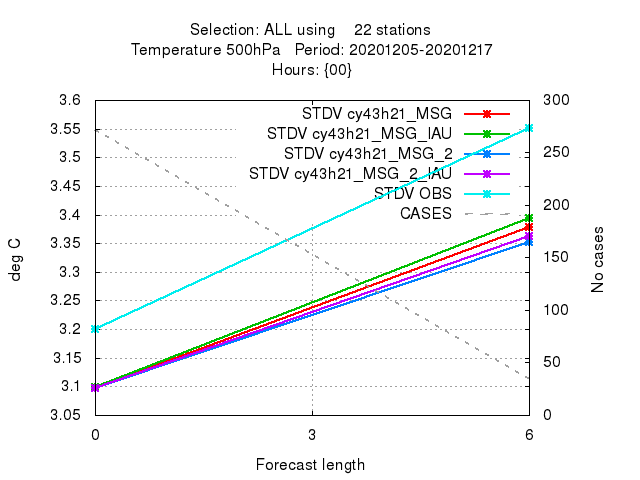 Selection: ALL using    22 stations
Temperature 500hPa   Period: 20201205-20201217
Hours: {00}
3.6
3.55
3.5
3.45
3.4
3.35
3.3
3.25
3.2
3.15
3.1
3.05
deg C
STDV cy43h21_MSG
STDV cy43h21_MSG_IAU
STDV cy43h21_MSG_2
STDV cy43h21_MSG_2_IAU
STDV OBS
CASES
300
250
200
150
100
50
0
No cases
0 3 6
Forecast length